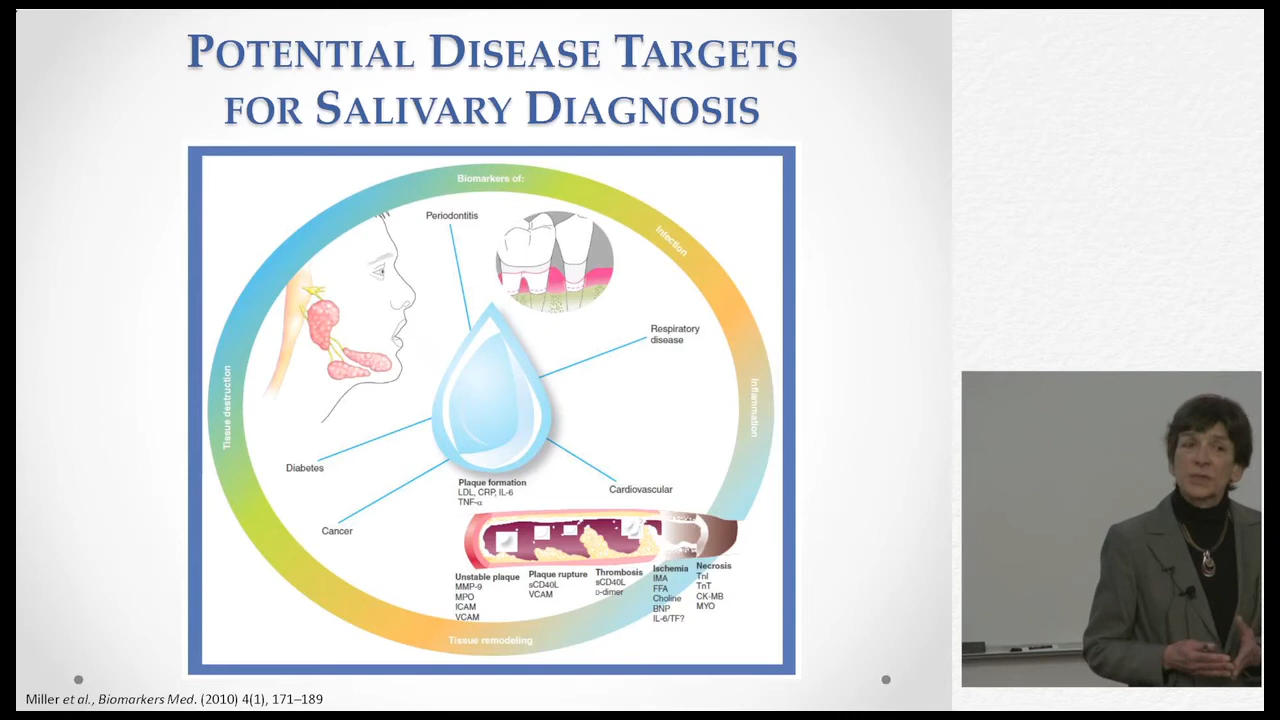 POTENTIAL DISEASE TARGETS
FOR SALIVARY DIAGNOSIS
Biomarkers of:
Infection
Inflammation
Tissue remodeling
Tissue destruction
Periodontitis
Respiratory
disease
Diabetes
Cancer
Cardiovascular
Plaque formation
LDL, CRP, IL-6
TNF-α
Unstable plaque
MMP-9
MPO
ICAM
VCAM
Plaque rupture
sCD40L
VCAM
Thrombosis
sCD40L
D-dimer
Ischemia
IMA
FFA
Choline
BNP
IL-6/TF?
Necrosis
TnI
TnT
CK-MB
MYO
Miller et al., Biomarkers Med. (2010) 4(1), 171–189